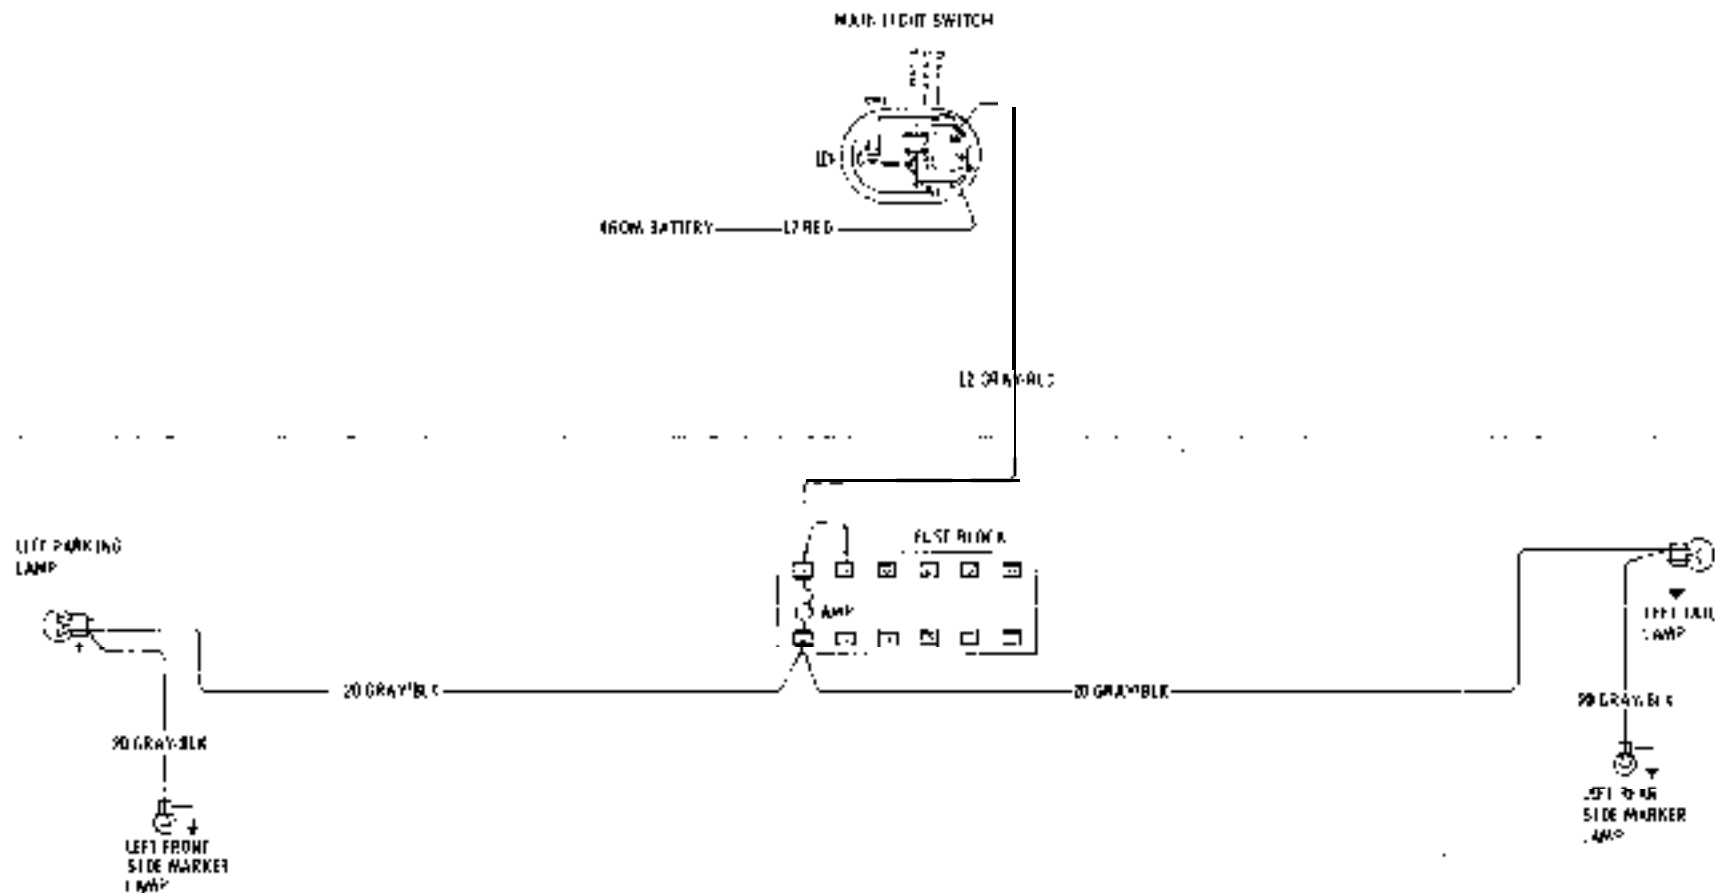 MAIN LIGHT SWITCH
FROM BATTERY 12 RED
12 GRAY-BLK
LEFT PARKING
LAMP
FUSE BLOCK
AMP
LEFT TAIL
LAMP
20 GRAY-BLK
20 GRAY-BLK
20 GRAY-BLK
20 GRAY-BLK
LEFT FRONT
SIDE MARKER
LAMP
LEFT REAR
SIDE MARKER
LAMP